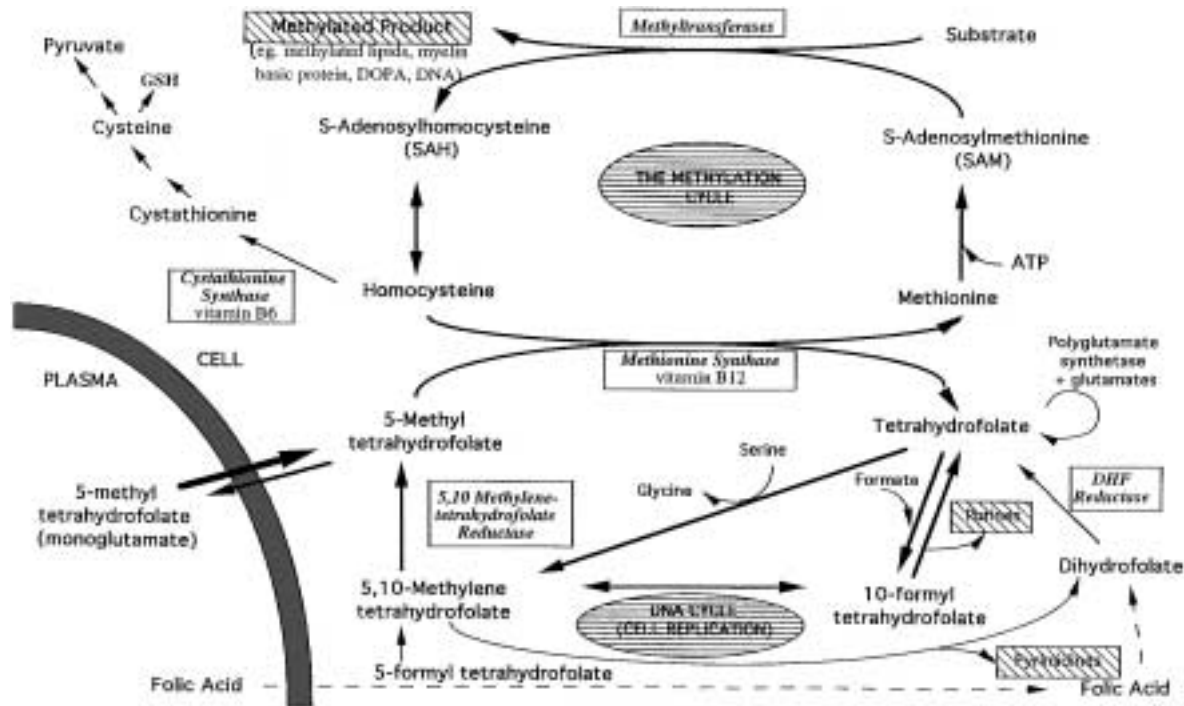 Methylated Product
(eg. methylated lipids, myelin
basic protein, DOPA, DNA)
Methyltransferases
Substrate
Pyruvate
GSH
Cysteine
S-Adenosylhomocysteine
(SAH)
S-Adenosylmethionine
(SAM)
THE METHYLATION
CYCLE
Cystathionine
ATP
Cystathionine
Synthase
vitamin B6
Homocysteine
Methionine
CELL
PLASMA
Methionine Synthase
vitamin B12
Polyglutamate
synthetase
+ glutamates
5-Methyl
tetrahydrofolate
Tetrahydrofolate
Serine
Glycine
Formate
DHF
Reductase
5-methyl
tetrahydrofolate
(monoglutamate)
5,10 Methylene-
tetrahydrofolate
Reductase
Purines
Dihydrofolate
5,10-Methylene
tetrahydrofolate
10-formyl
tetrahydrofolate
DNA CYCLE
(CELL REPLICATION)
5-formyl tetrahydrofolate
Folic Acid
Folic Acid